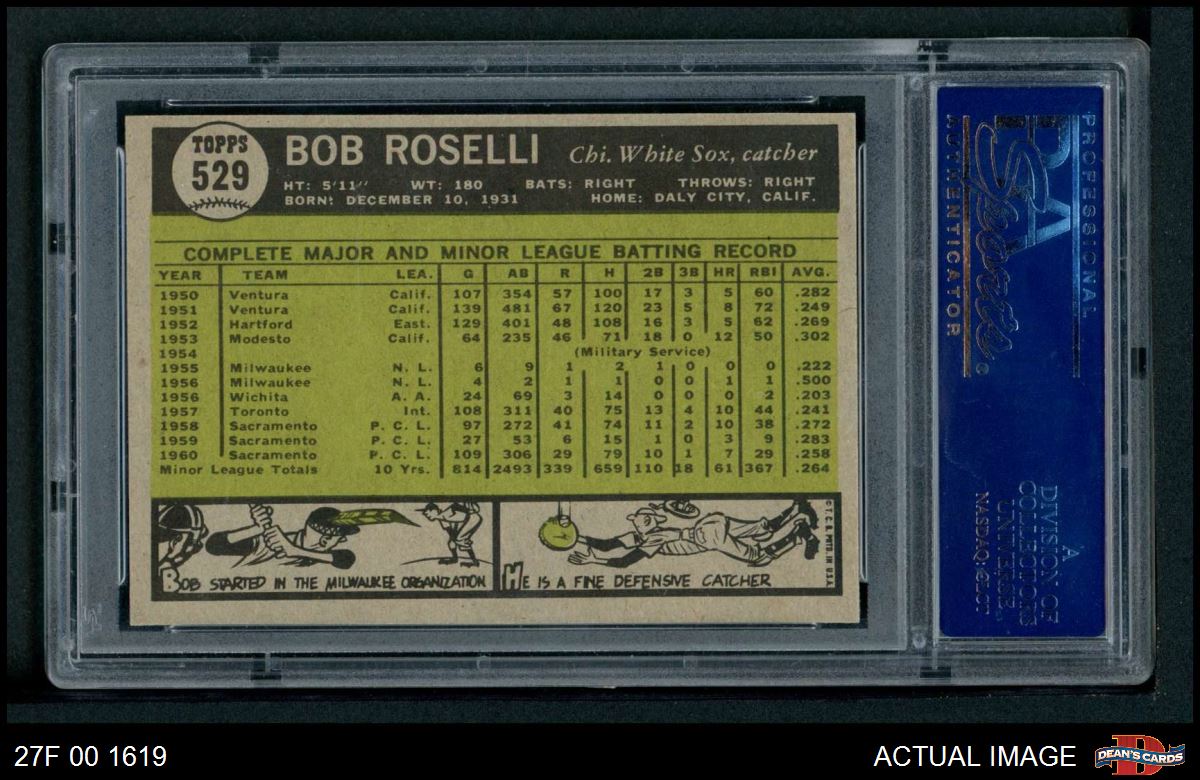 TOPPS
529
BOB ROSELLI Chi. White Sox, catcher
HT: 5'11" WT: 180 BATS: RIGHT THROWS: RIGHT
BORN: DECEMBER 10, 1931 HOME: DALY CITY, CALIF.
COMPLETE MAJOR AND MINOR LEAGUE BATTING RECORD
YEAR TEAM LEA. G AB R H 2B 3B HR RBI AVG.
1950 Ventura Calif. 107 354 57 100 17 3 5 60 .282
1951 Ventura Calif. 139 481 67 120 23 5 8 72 .249
1952 Hartford East. 129 401 48 108 16 3 5 62 .269
1953 Modesto Calif. 64 235 46 71 18 0 12 50 .302
1954 (Military Service)
1955 Milwaukee N. L. 6 9 1 2 1 0 0 0 .222
1956 Milwaukee N. L. 4 2 1 1 0 0 1 1 .500
1956 Wichita A. A. 24 69 3 14 0 0 0 2 .203
1957 Toronto Int. 108 311 40 75 13 4 10 44 .241
1958 Sacramento P. C. L. 97 272 41 74 11 2 10 38 .272
1959 Sacramento P. C. L. 27 53 6 15 1 0 3 9 .283
1960 Sacramento P. C. L. 109 306 29 79 10 1 7 29 .258
Minor League Totals 10 Yrs. 814 2493 339 659 110 18 61 367 .264
BOB STARTED IN THE MILWAUKEE ORGANIZATION
HE IS A FINE DEFENSIVE CATCHER
©T.C.G. PRTD. IN U.S.A.
PROFESSIONAL
PSA
Sports
AUTHENTICATOR
A
DIVISION OF
COLLECTORS
UNIVERSE
NASDAQ: CLCT
27F 00 1619
ACTUAL IMAGE
D
DEAN'S CARDS